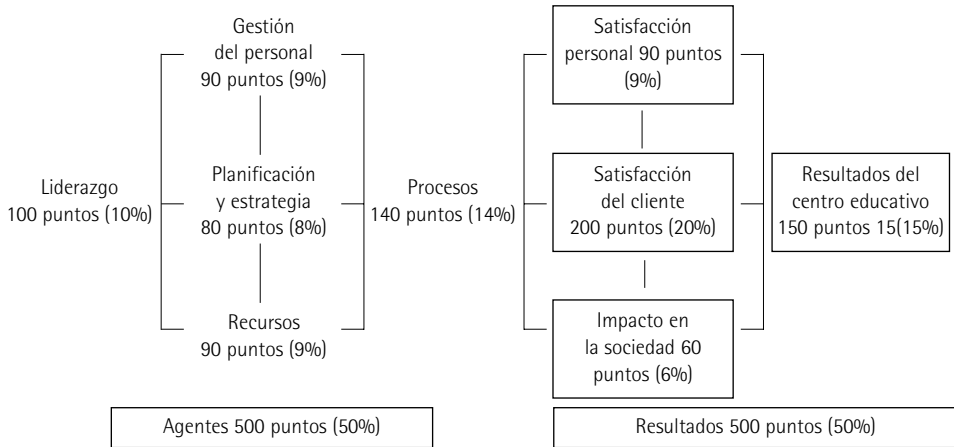 Gestión
del personal
90 puntos (9%)
Satisfacción
personal 90 puntos
(9%)
Liderazgo
100 puntos (10%)
Planificación
y estrategia
80 puntos (8%)
Procesos
140 puntos (14%)
Satisfacción
del cliente
200 puntos (20%)
Resultados del
centro educativo
150 puntos 15(15%)
Recursos
90 puntos (9%)
Impacto en
la sociedad 60
puntos (6%)
Agentes 500 puntos (50%)
Resultados 500 puntos (50%)